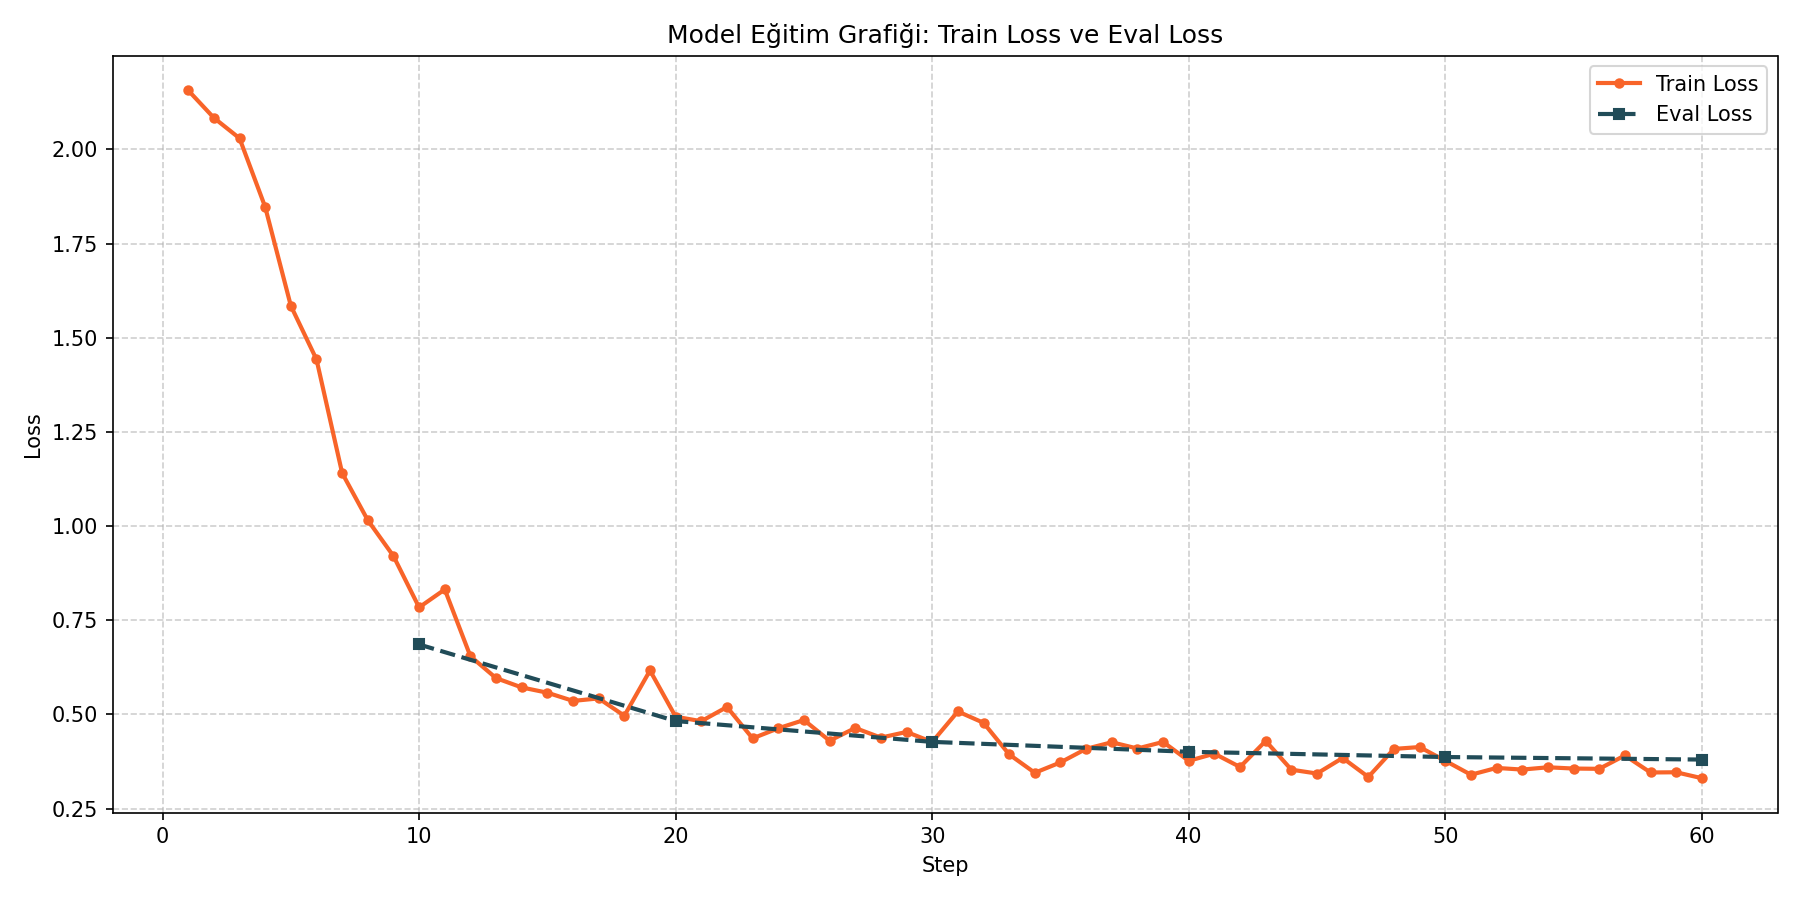 Model Eğitim Grafiği: Train Loss ve Eval Loss
Train Loss
Eval Loss
Loss
2.00
1.75
1.50
1.25
1.00
0.75
0.50
0.25
0 10 20 30 40 50 60
Step